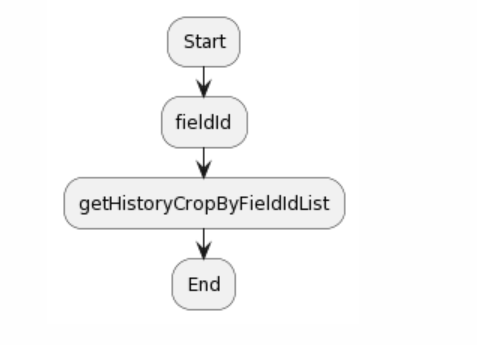 Start
fieldId
getHistoryCropByFieldIdList
End